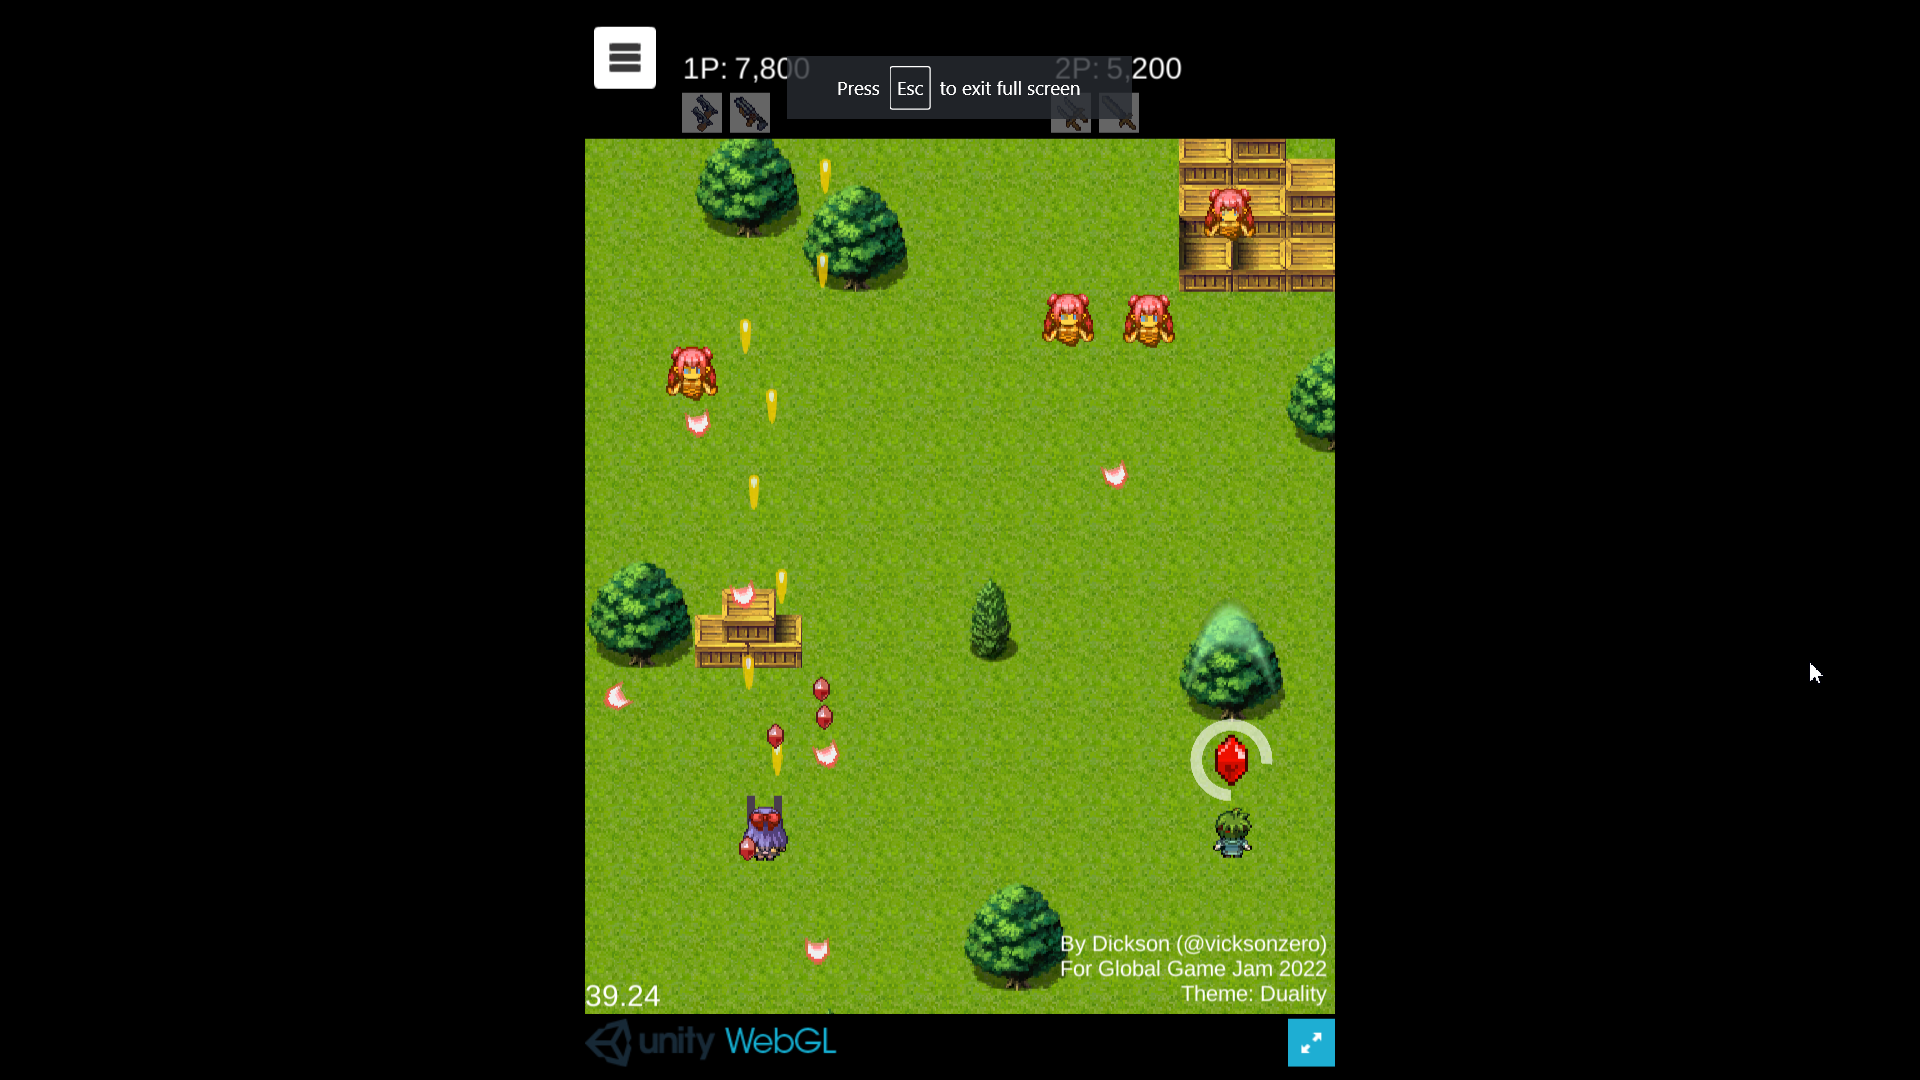 1P: 7,800
2P: 5,200
Press Esc to exit full screen
By Dickson (@vicksonzero)
For Global Game Jam 2022
Theme: Duality
39.24
unity WebGL